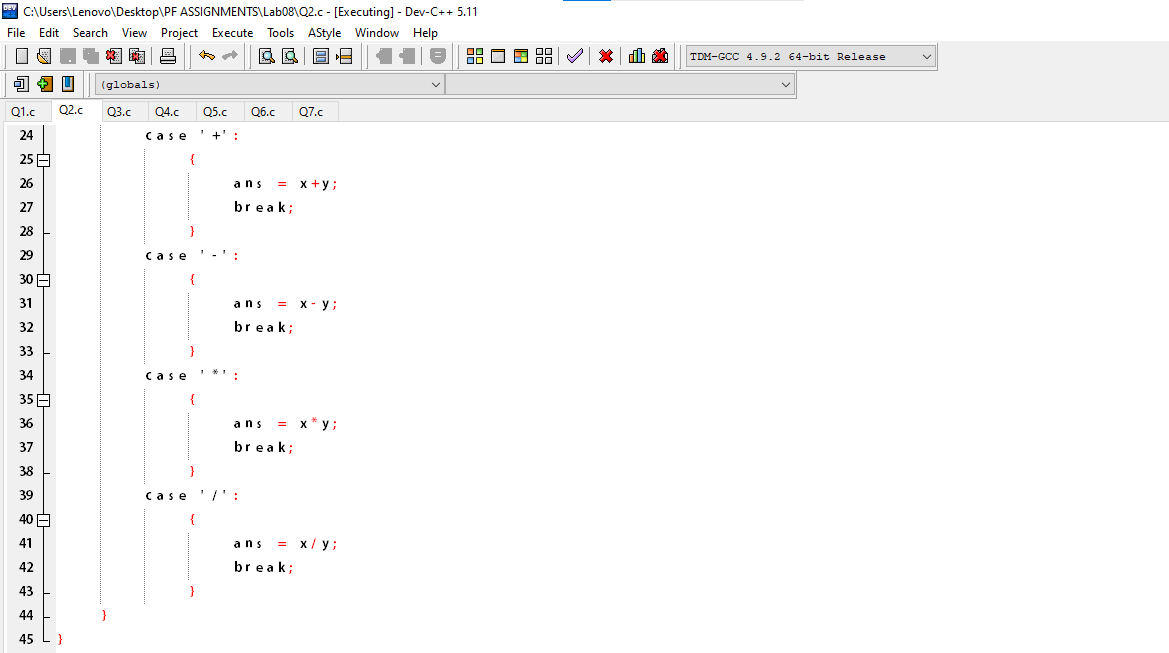 C:\Users\Lenovo\Desktop\PF ASSIGNMENTS\Lab08\Q2.c - [Executing] - Dev-C++ 5.11
File Edit Search View Project Execute Tools AStyle Window Help
TDM-GCC 4.9.2 64-bit Release
(globals)
Q1.c Q2.c Q3.c Q4.c Q5.c Q6.c Q7.c
24 case '+':
25 {
26 ans = x+y;
27 break;
28 }
29 case '-':
30 {
31 ans = x-y;
32 break;
33 }
34 case '*':
35 {
36 ans = x*y;
37 break;
38 }
39 case '/':
40 {
41 ans = x/y;
42 break;
43 }
44 }
45 }